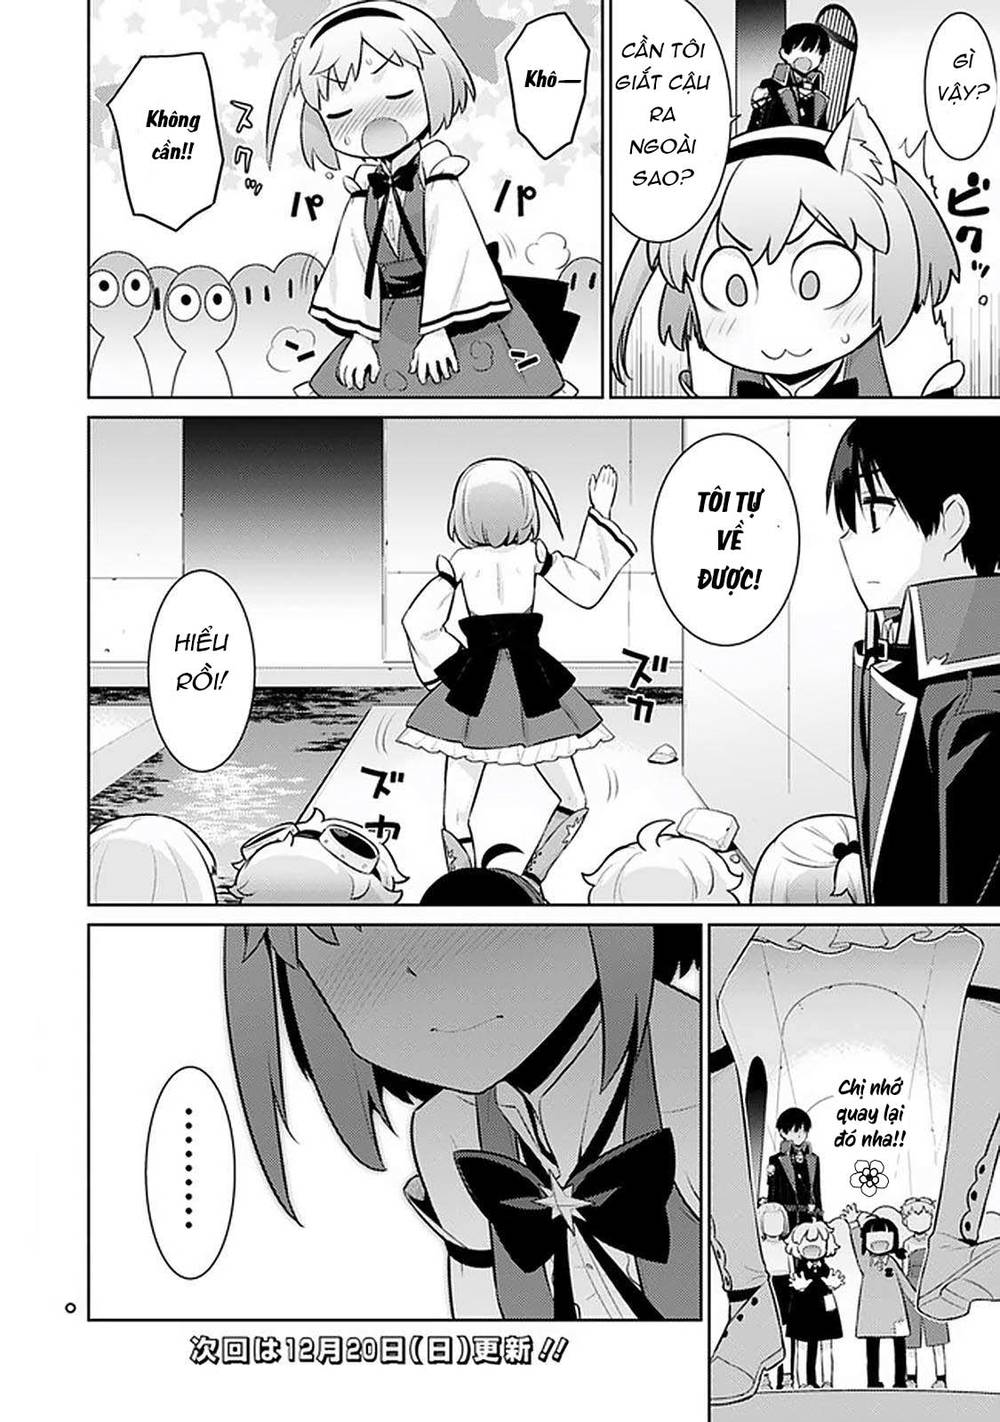 GÌ
VẬY?
CẦN TÔI
GIẮT CẬU
RA
NGOÀI
SAO?
ビクッ
Khô—
Không
cần!!
スゥ
パ
パ
TÔI TỰ
VỀ
ĐƯỢC!
HIỂU
RỒI!
ズカ
ズカ
Chị nhớ
quay lại
đó nha!!
………
次回は12月20日(日)更新!!